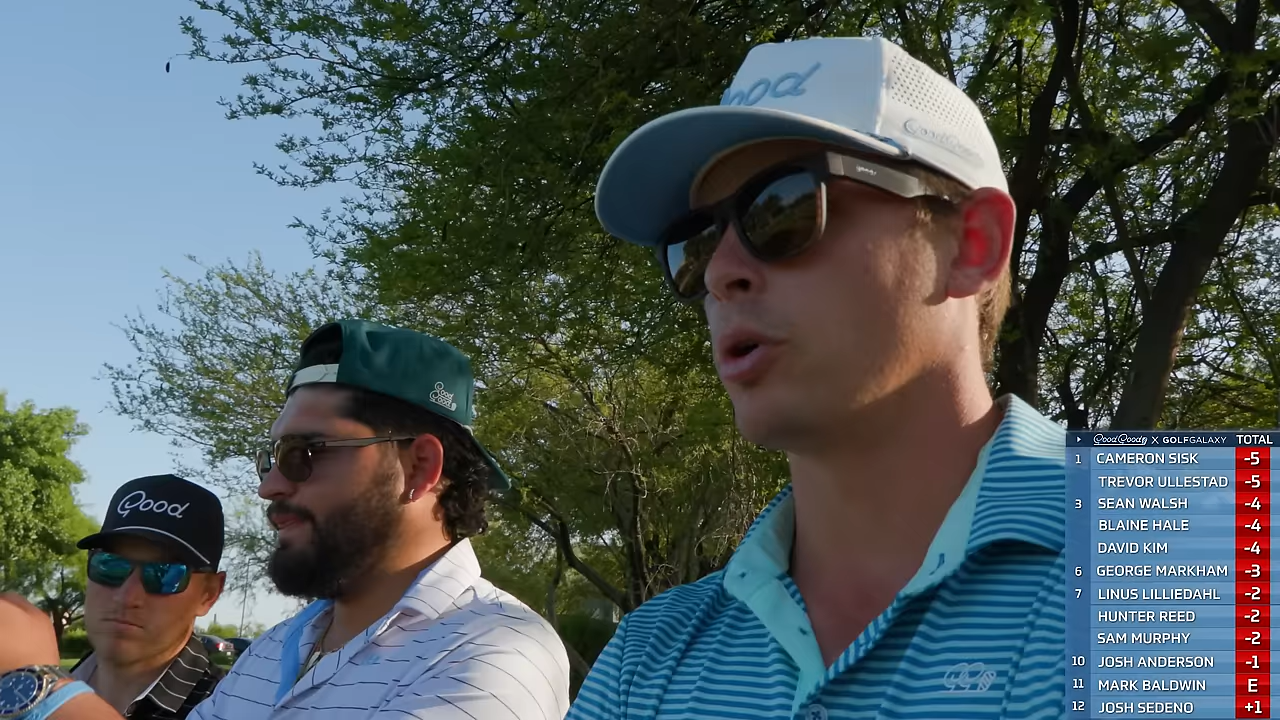 Good
Good Good
Good
Good Good
GOLFGALAXY TOTAL
1 CAMERON SISK -5
TREVOR ULLESTAD -5
3 SEAN WALSH -4
BLAINE HALE -4
DAVID KIM -4
6 GEORGE MARKHAM -3
7 LINUS LILLIEDAHL -2
HUNTER REED -2
SAM MURPHY -2
10 JOSH ANDERSON -1
11 MARK BALDWIN E
12 JOSH SEDENO +1